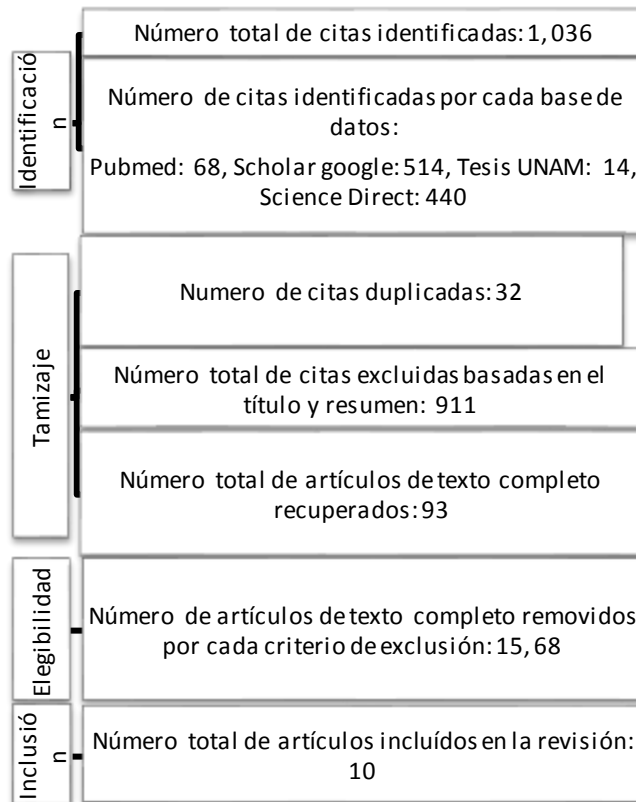 Identificació
n
Número total de citas identificadas: 1, 036
Número de citas identificadas por cada base de
datos:
Pubmed: 68, Scholar google: 514, Tesis UNAM: 14,
Science Direct: 440
Tamizaje
Numero de citas duplicadas: 32
Número total de citas excluidas basadas en el
título y resumen: 911
Número total de artículos de texto completo
recuperados: 93
Elegibilidad
Número de artículos de texto completo removidos
por cada criterio de exclusión: 15, 68
Inclusió
n
Número total de artículos incluídos en la revisión:
10